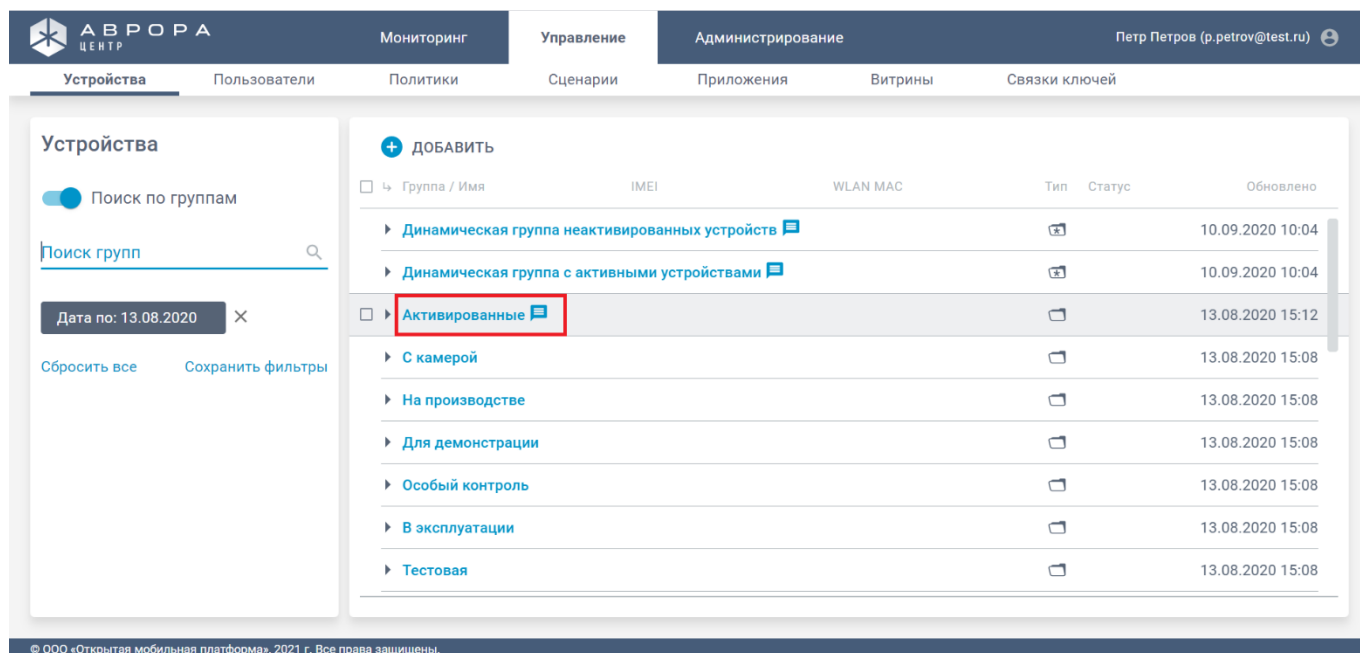 АВРОРА
ЦЕНТР
Мониторинг Управление Администрирование Петр Петров (p.petrov@test.ru)
Устройства Пользователи Политики Сценарии Приложения Витрины Связки ключей
Устройства
Поиск по группам
Поиск групп
Дата по: 13.08.2020
Сбросить все Сохранить фильтры
ДОБАВИТЬ
Группа / Имя IMEI WLAN MAC Тип Статус Обновлено
Динамическая группа неактивированных устройств 10.09.2020 10:04
Динамическая группа с активными устройствами 10.09.2020 10:04
Активированные 13.08.2020 15:12
С камерой 13.08.2020 15:08
На производстве 13.08.2020 15:08
Для демонстрации 13.08.2020 15:08
Особый контроль 13.08.2020 15:08
В эксплуатации 13.08.2020 15:08
Тестовая 13.08.2020 15:08
© ООО «Открытая мобильная платформа», 2021 г. Все права защищены.